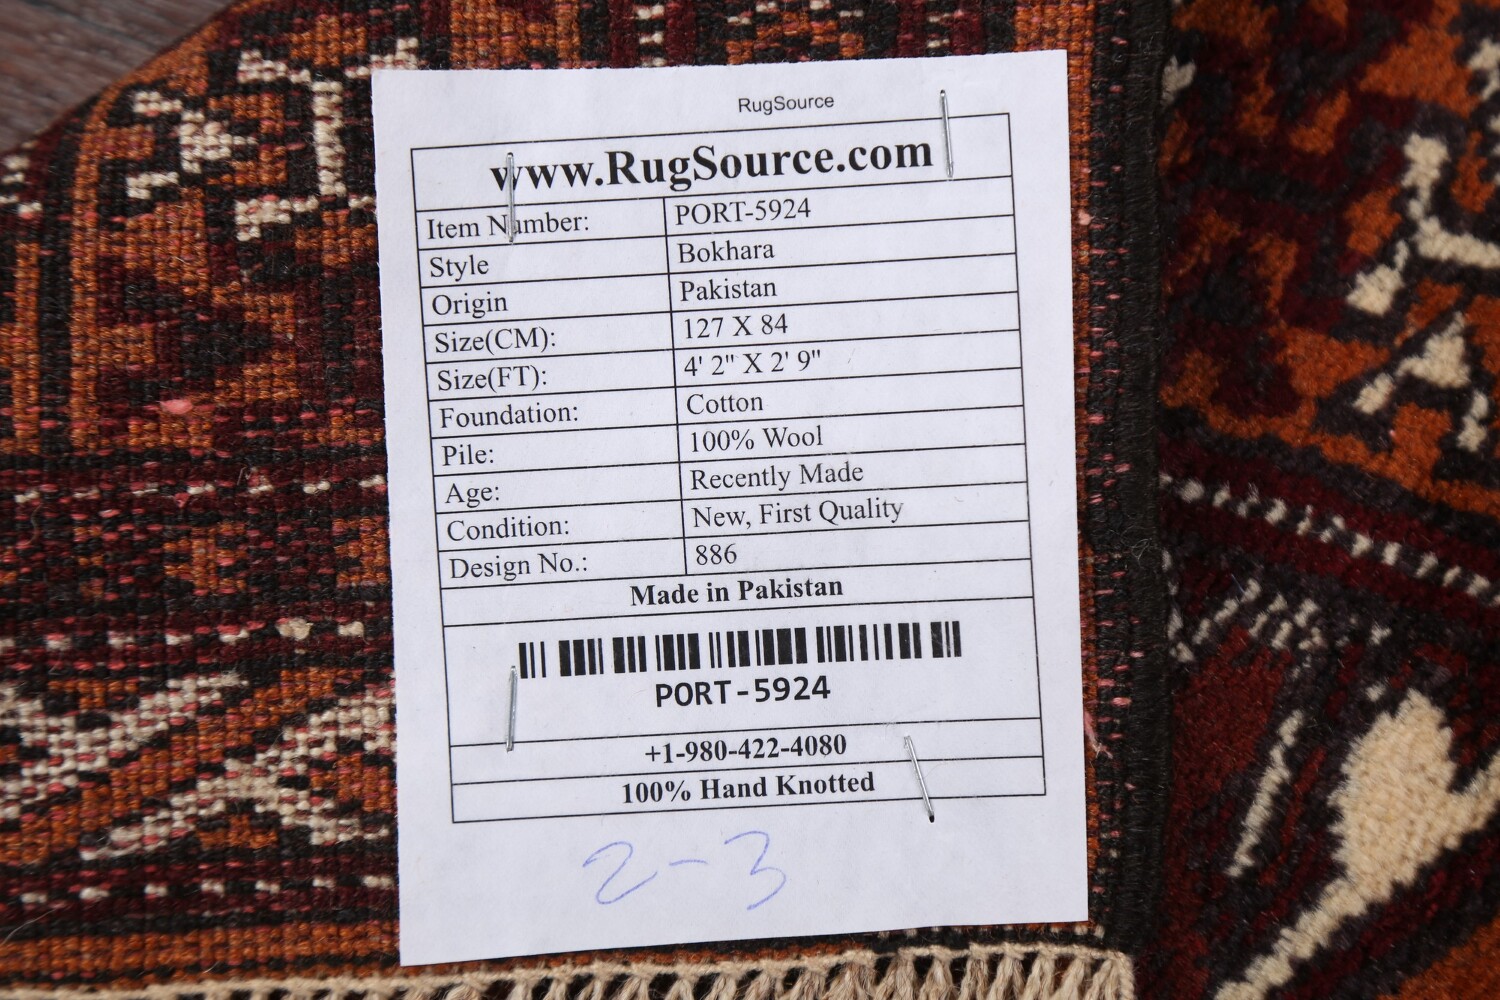 RugSource
www.RugSource.com
Item Number: PORT-5924
Style Bokhara
Origin Pakistan
Size(CM): 127 X 84
Size(FT): 4' 2" X 2' 9"
Foundation: Cotton
Pile: 100% Wool
Age: Recently Made
Condition: New, First Quality
Design No.: 886
Made in Pakistan
PORT-5924
+1-980-422-4080
100% Hand Knotted
2-3